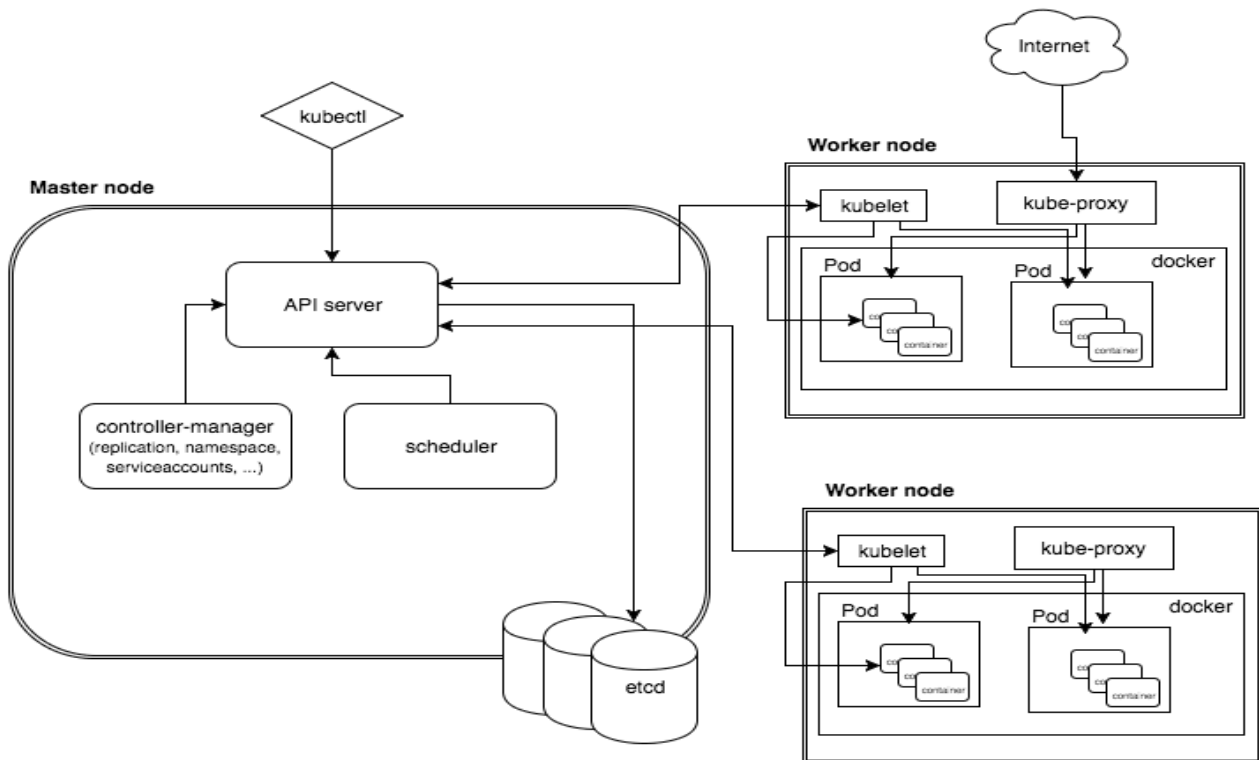 Internet
kubectl
Master node
API server
controller-manager
(replication, namespace,
serviceaccounts, ...)
scheduler
etcd
Worker node
kubelet
kube-proxy
docker
Pod
container
Pod
container
Worker node
kubelet
kube-proxy
docker
Pod
container
Pod
container